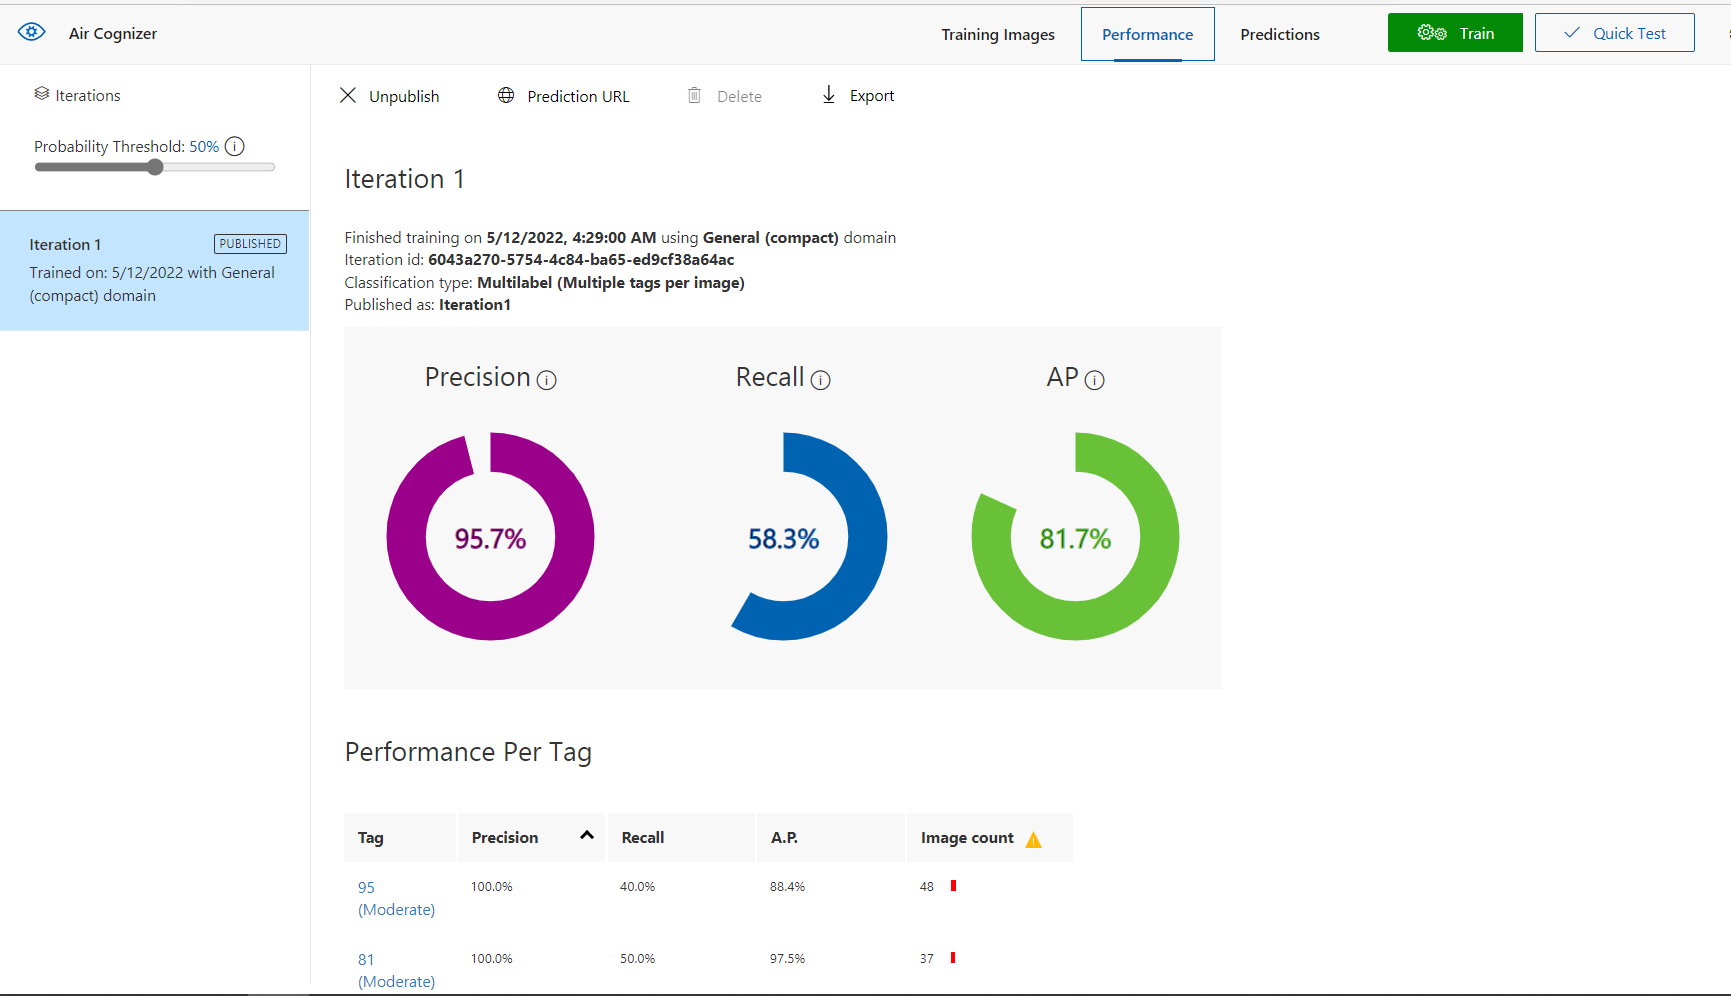 Air Cognizer
Training Images
Performance
Predictions
Train
Quick Test
Iterations
Probability Threshold: 50%
Iteration 1
PUBLISHED
Trained on: 5/12/2022 with General
(compact) domain
Unpublish
Prediction URL
Delete
Export
Iteration 1
Finished training on 5/12/2022, 4:29:00 AM using General (compact) domain
Iteration id: 6043a270-5754-4c84-ba65-ed9cf38a64ac
Classification type: Multilabel (Multiple tags per image)
Published as: Iteration1
Precision
Recall
AP
95.7%
58.3%
81.7%
Performance Per Tag
Tag Precision Recall A.P. Image count
95 100.0% 40.0% 88.4% 48
(Moderate)
81 100.0% 50.0% 97.5% 37
(Moderate)